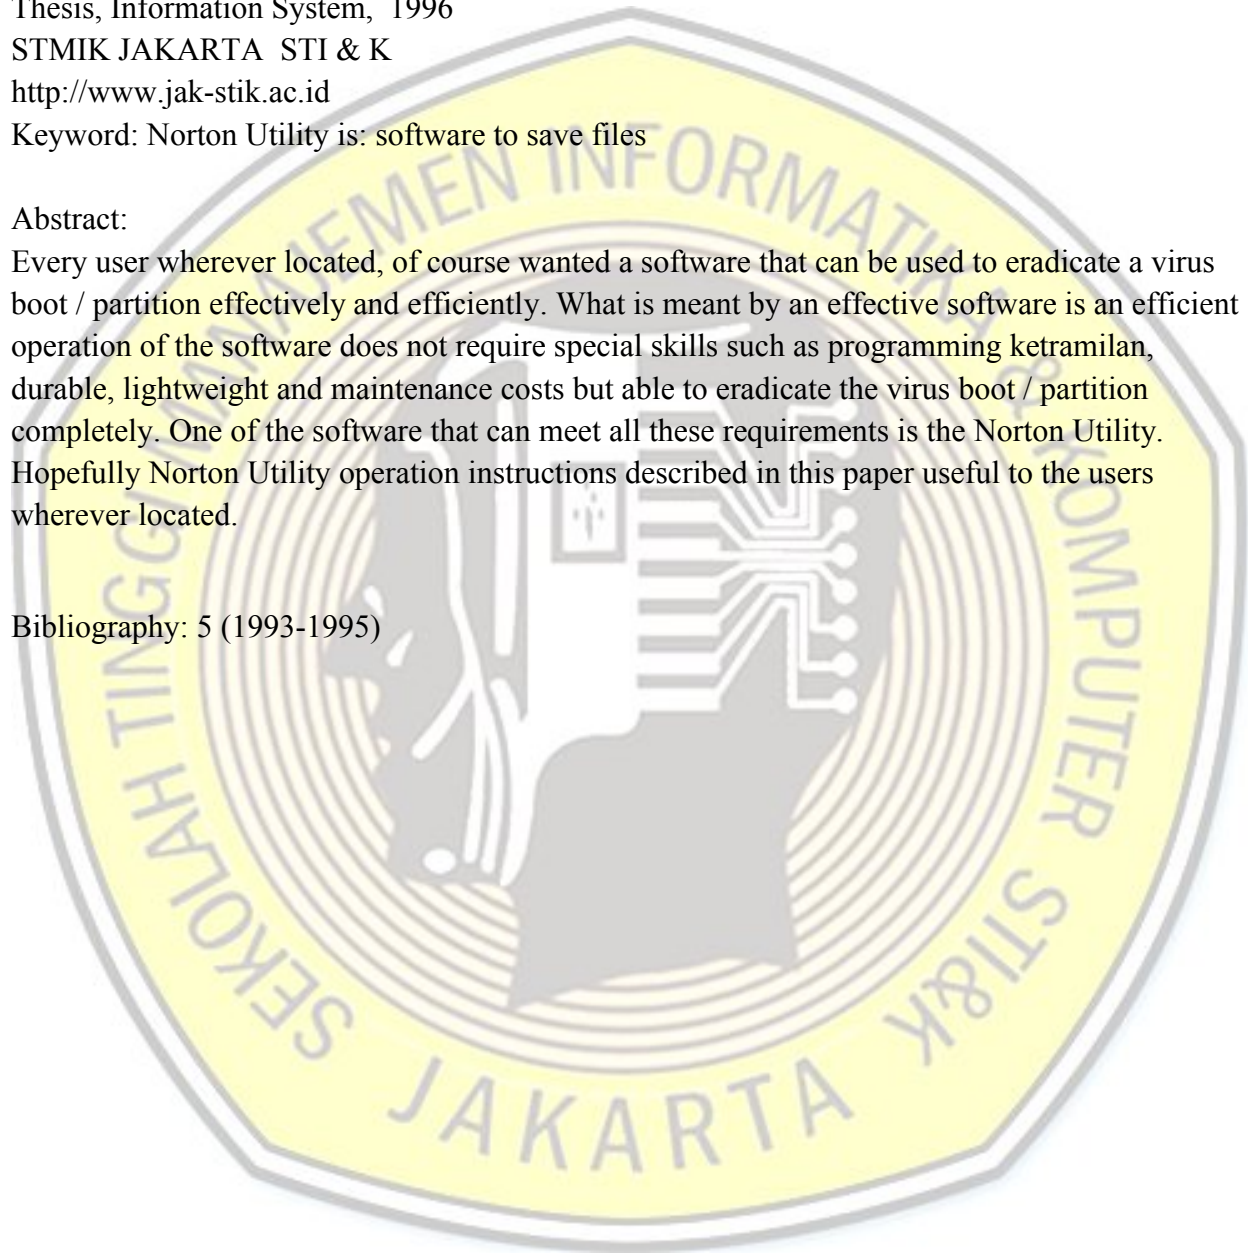 Thesis, Information System, 1996
STMIK JAKARTA STI & K
http://www.jak-stik.ac.id
Keyword: Norton Utility is: software to save files
Abstract:
Every user wherever located, of course wanted a software that can be used to eradicate a virus
boot / partition effectively and efficiently. What is meant by an effective software is an efficient
operation of the software does not require special skills such as programming ketramilan,
durable, lightweight and maintenance costs but able to eradicate the virus boot / partition
completely. One of the software that can meet all these requirements is the Norton Utility.
Hopefully Norton Utility operation instructions described in this paper useful to the users
wherever located.
Bibliography: 5 (1993-1995)
SEKOLAH TINGGI MANAJEMEN INFORMATIKA & KOMPUTER STI&K
JAKARTA